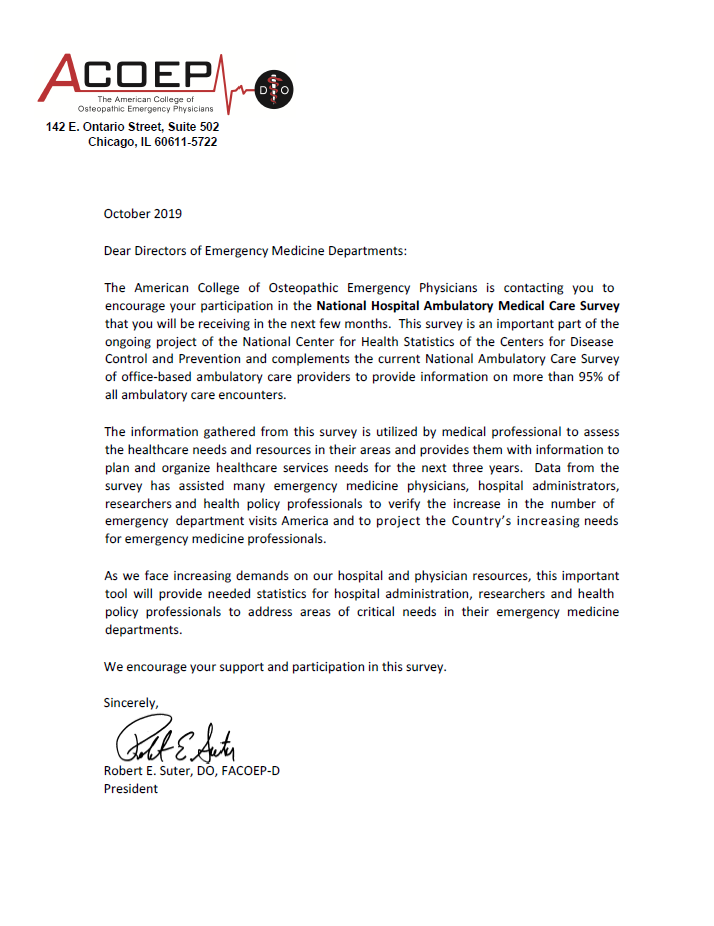 ACOEP
The American College of
Osteopathic Emergency Physicians
D O
142 E. Ontario Street, Suite 502
Chicago, IL 60611-5722
October 2019
Dear Directors of Emergency Medicine Departments:
The American College of Osteopathic Emergency Physicians is contacting you to
encourage your participation in the National Hospital Ambulatory Medical Care Survey
that you will be receiving in the next few months. This survey is an important part of the
ongoing project of the National Center for Health Statistics of the Centers for Disease
Control and Prevention and complements the current National Ambulatory Care Survey
of office-based ambulatory care providers to provide information on more than 95% of
all ambulatory care encounters.
The information gathered from this survey is utilized by medical professional to assess
the healthcare needs and resources in their areas and provides them with information to
plan and organize healthcare services needs for the next three years. Data from the
survey has assisted many emergency medicine physicians, hospital administrators,
researchers and health policy professionals to verify the increase in the number of
emergency department visits America and to project the Country's increasing needs
for emergency medicine professionals.
As we face increasing demands on our hospital and physician resources, this important
tool will provide needed statistics for hospital administration, researchers and health
policy professionals to address areas of critical needs in their emergency medicine
departments.
We encourage your support and participation in this survey.
Sincerely,
Robert E. Suter
Robert E. Suter, DO, FACOEP-D
President